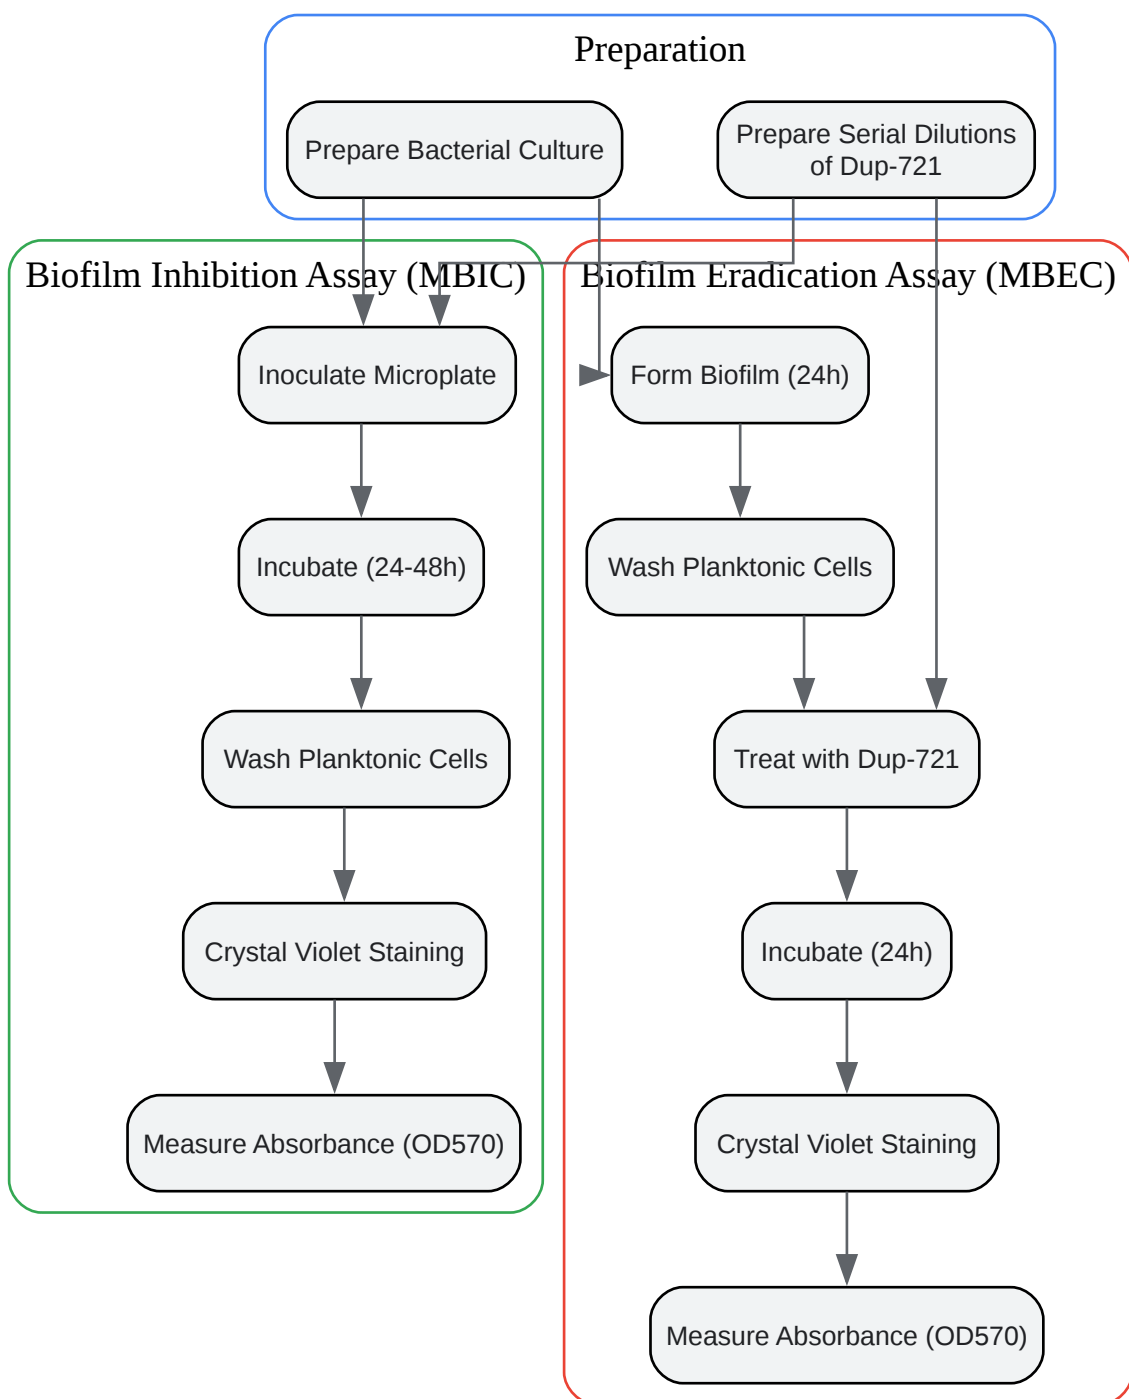 Preparation
Prepare Bacterial Culture
Prepare Serial Dilutions
of Dup-721
Biofilm Inhibition Assay (MBIC)
Inoculate Microplate
Incubate (24-48h)
Wash Planktonic Cells
Crystal Violet Staining
Measure Absorbance (OD570)
Biofilm Eradication Assay (MBEC)
Form Biofilm (24h)
Wash Planktonic Cells
Treat with Dup-721
Incubate (24h)
Crystal Violet Staining
Measure Absorbance (OD570)